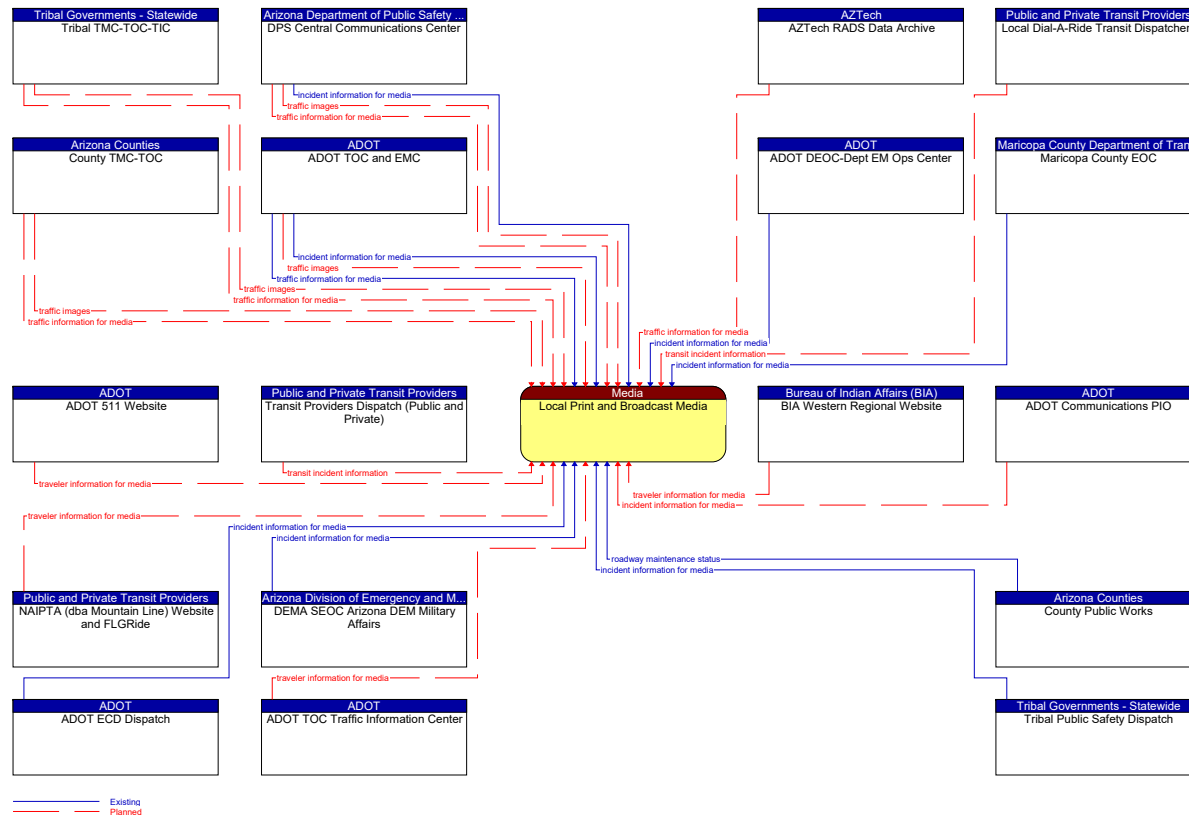 Tribal Governments - Statewide
Tribal TMC-TOC-TIC
Arizona Department of Public Safety ...
DPS Central Communications Center
AZTech
AZTech RADS Data Archive
Public and Private Transit Providers
Local Dial-A-Ride Transit Dispatcher
incident information for media
traffic images
traffic information for media
Arizona Counties
County TMC-TOC
ADOT
ADOT TOC and EMC
ADOT
ADOT DEOC-Dept EM Ops Center
Maricopa County Department of Tran
Maricopa County EOC
incident information for media
traffic images
traffic information for media
traffic images
traffic information for media
traffic images
traffic information for media
traffic information for media
incident information for media
transit incident information
incident information for media
ADOT
ADOT 511 Website
Public and Private Transit Providers
Transit Providers Dispatch (Public and
Private)
Media
Local Print and Broadcast Media
Bureau of Indian Affairs (BIA)
BIA Western Regional Website
ADOT
ADOT Communications PIO
transit incident information
traveler information for media
traveler information for media
incident information for media
traveler information for media
incident information for media
incident information for media
roadway maintenance status
incident information for media
Public and Private Transit Providers
NAIPTA (dba Mountain Line) Website
and FLGRide
Arizona Division of Emergency and M...
DEMA SEOC Arizona DEM Military
Affairs
Arizona Counties
County Public Works
traveler information for media
ADOT
ADOT ECD Dispatch
ADOT
ADOT TOC Traffic Information Center
Tribal Governments - Statewide
Tribal Public Safety Dispatch
Existing
Planned